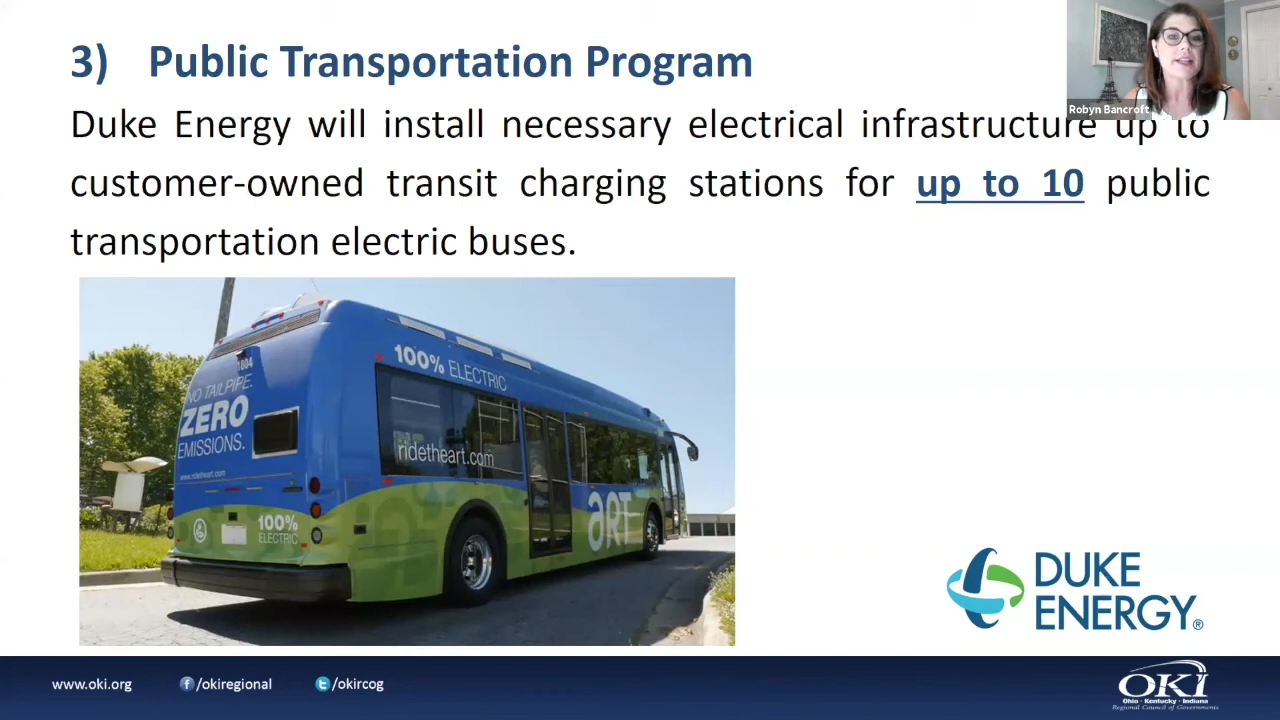 3) Public Transportation Program
Robyn Bancroft
Duke Energy will install necessary electrical infrastructure up to
customer-owned transit charging stations for up to 10 public
transportation electric buses.
1004
NO TAILPIPE.
ZERO
EMISSIONS.
www.ridetheart.com
100%
ELECTRIC
100% ELECTRIC
ridetheart.com
ART
DUKE
ENERGY®
www.oki.org
f /okiregional
/okircog
OKI
Ohio · Kentucky · Indiana
Regional Council of Governments